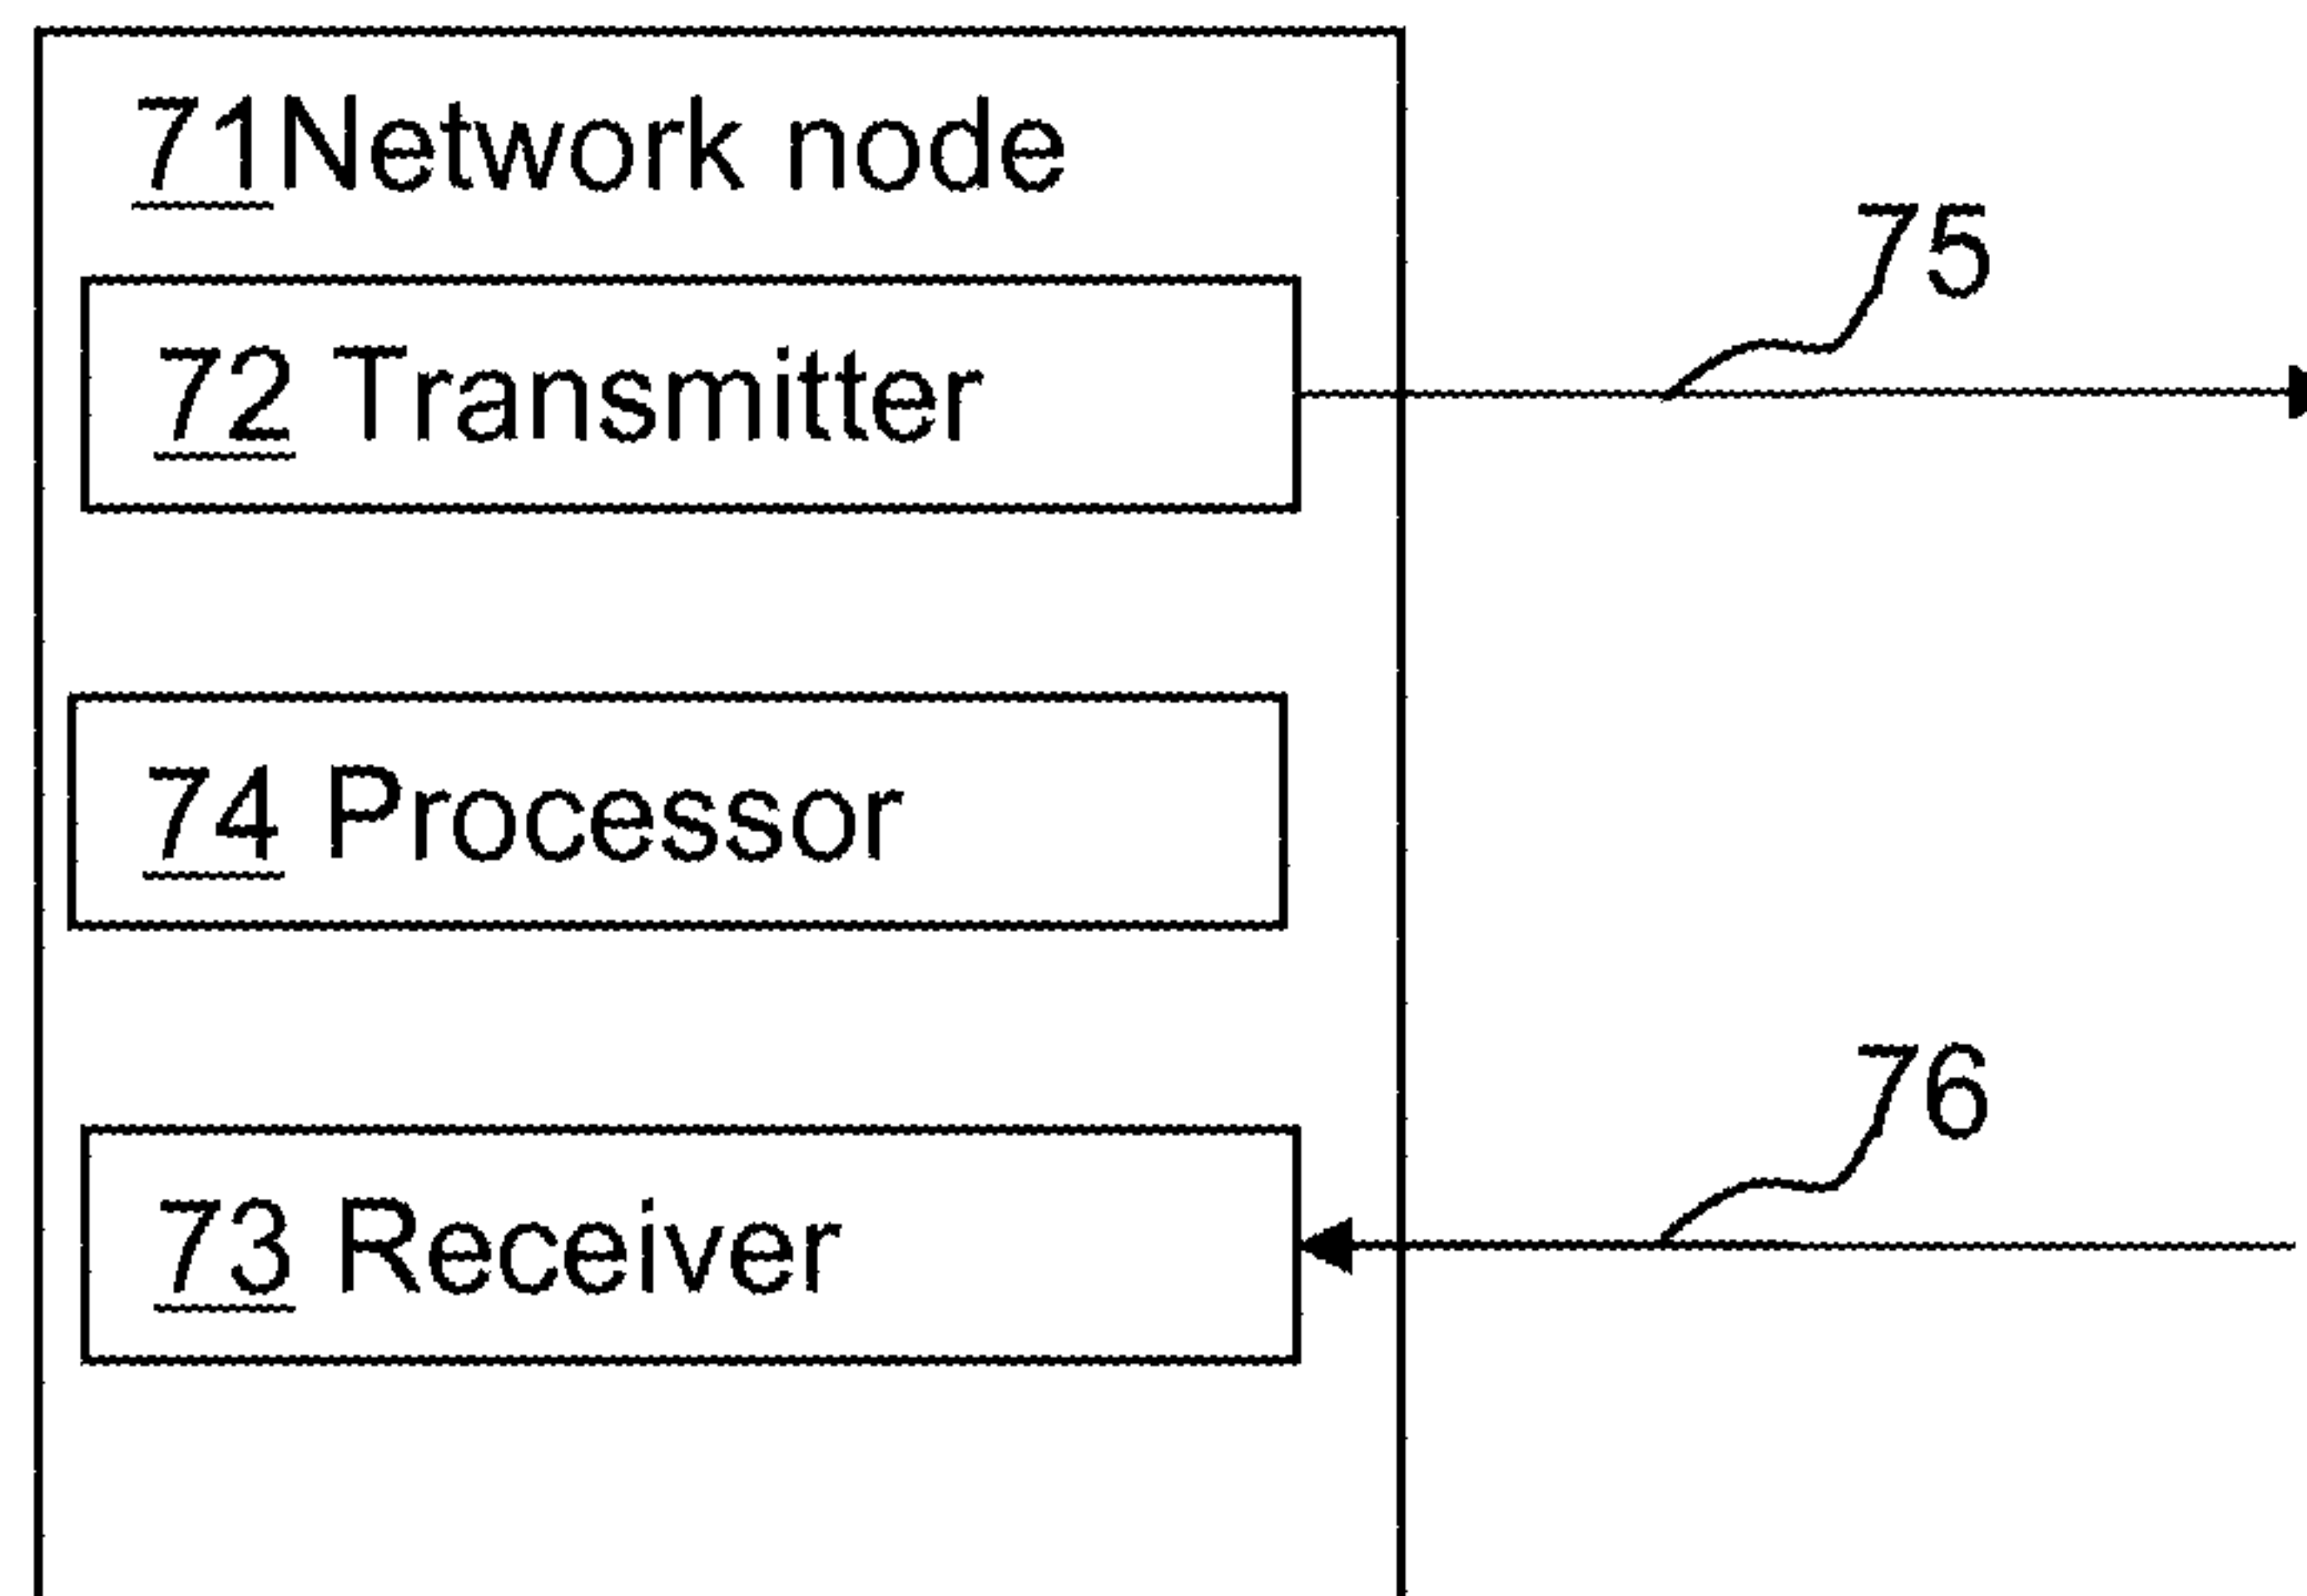 71Network node
75
72 Transmitter
74 Processor
76
73 Receiver